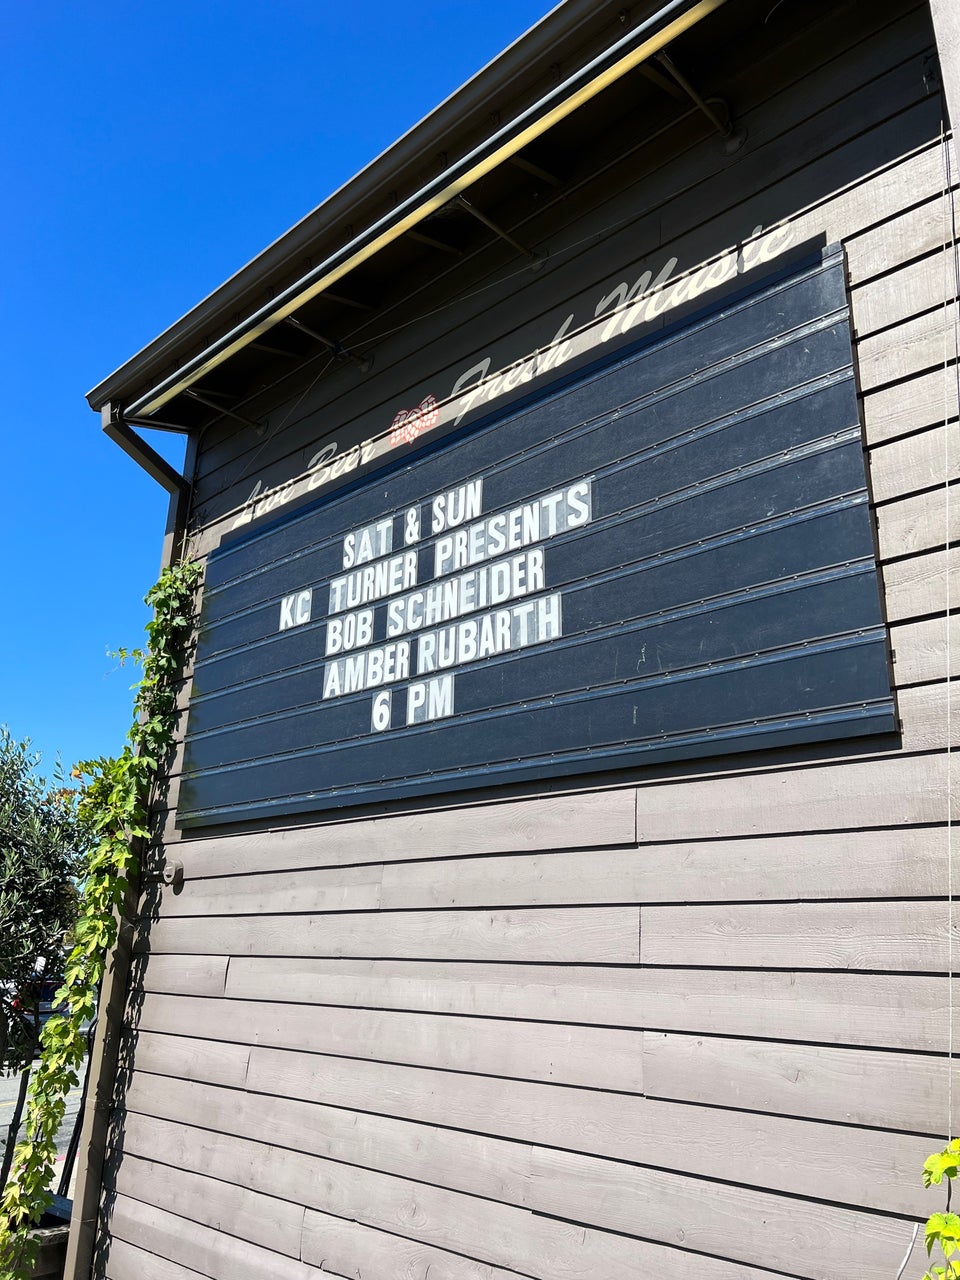 Live Beer Fresh Music
SAT & SUN
KC TURNER PRESENTS
BOB SCHNEIDER
AMBER RUBARTH
6 PM